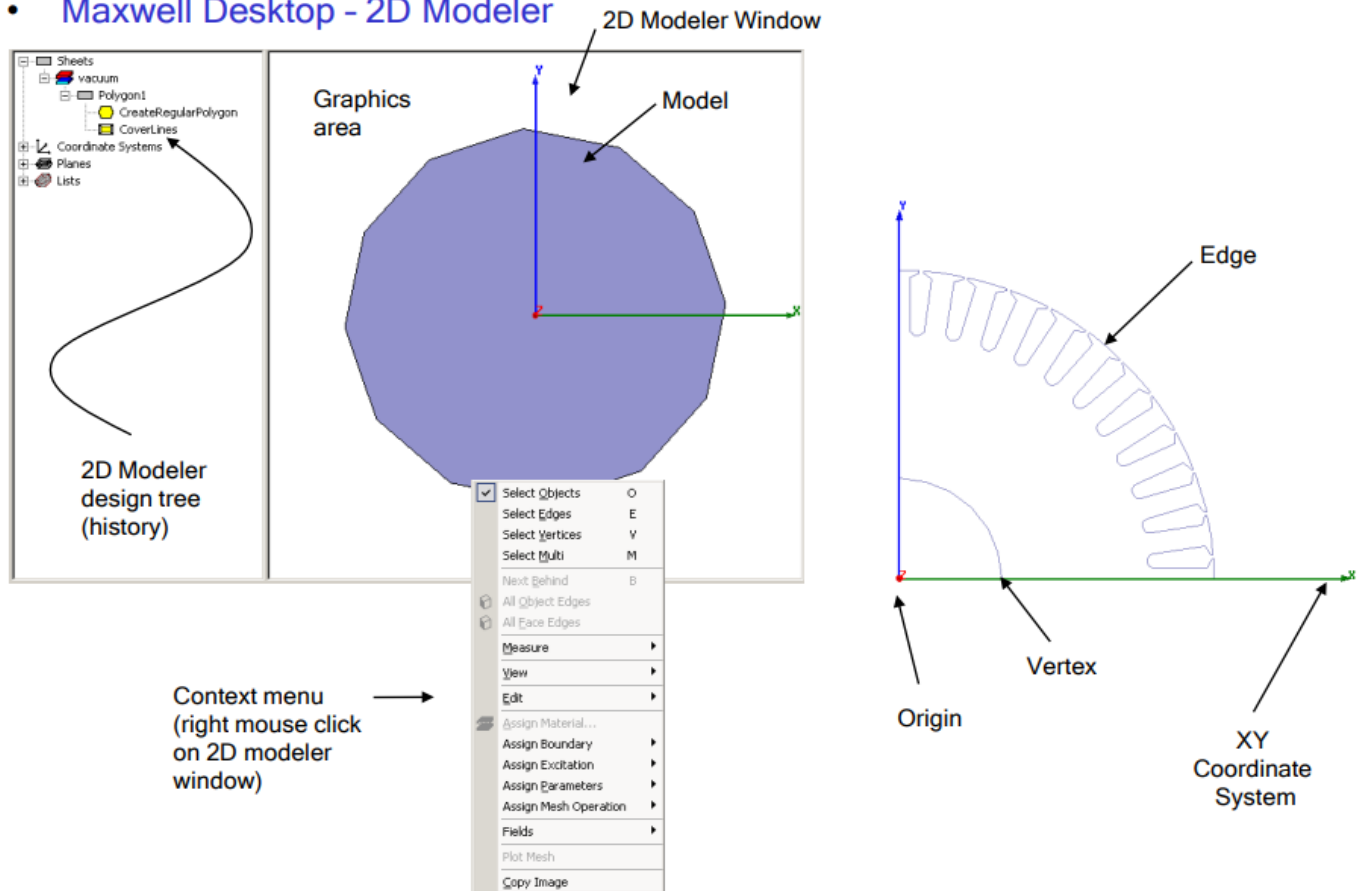 • Maxwell Desktop – 2D Modeler
2D Modeler Window
Sheets
vacuum
Polygon1
CreateRegularPolygon
CoverLines
Coordinate Systems
Planes
Lists
Graphics
area
Y
Model
Z
X
2D Modeler
design tree
(history)
Select Objects O
Select Edges E
Select Vertices V
Select Multi M
Next Behind B
All Object Edges
All Face Edges
Measure
View
Edit
Assign Material...
Assign Boundary
Assign Excitation
Assign Parameters
Assign Mesh Operation
Fields
Plot Mesh
Copy Image
Context menu
(right mouse click
on 2D modeler
window)
Y
Edge
Z
X
Vertex
Origin
XY
Coordinate
System